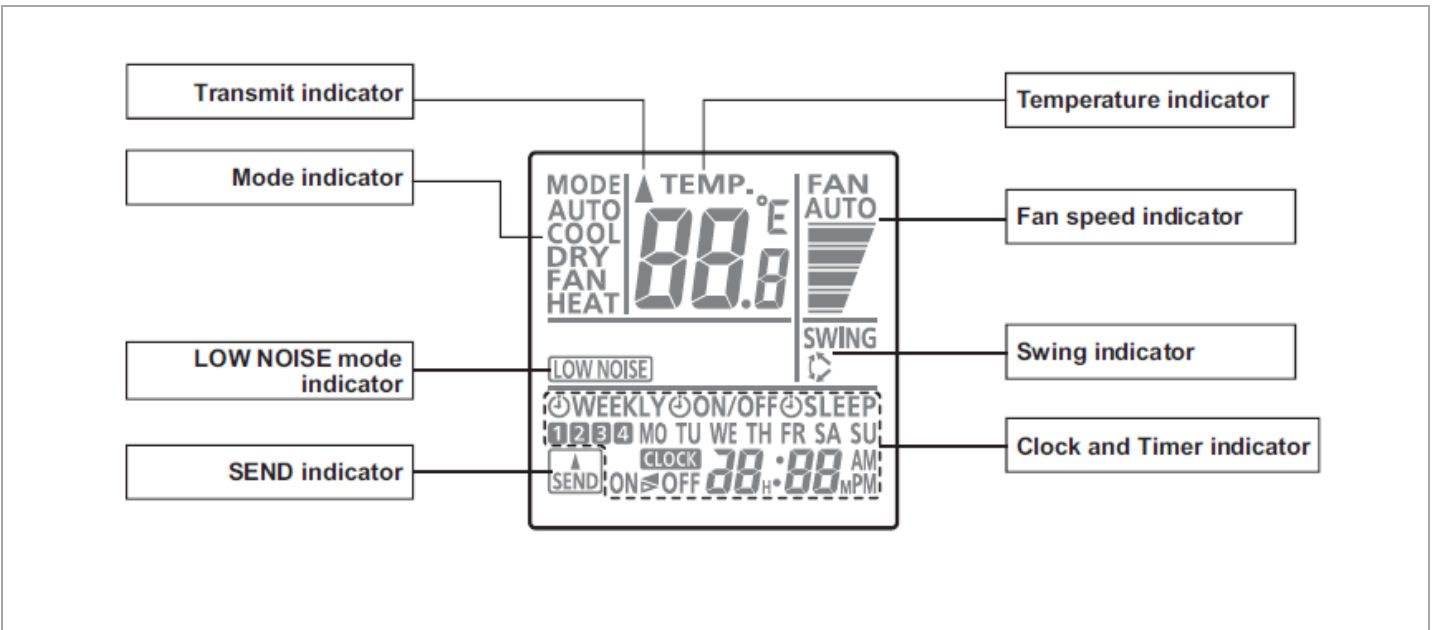 Transmit indicator
Temperature indicator
Mode indicator
Fan speed indicator
LOW NOISE mode
indicator
Swing indicator
SEND indicator
Clock and Timer indicator
MODE
AUTO
COOL
DRY
FAN
HEAT
TEMP.
88.8
°E
FAN
AUTO
SWING
LOW NOISE
WEEKLY ON/OFF SLEEP
1 2 3 4 MO TU WE TH FR SA SU
SEND
CLOCK
ON OFF 28H:88M
AM
PM